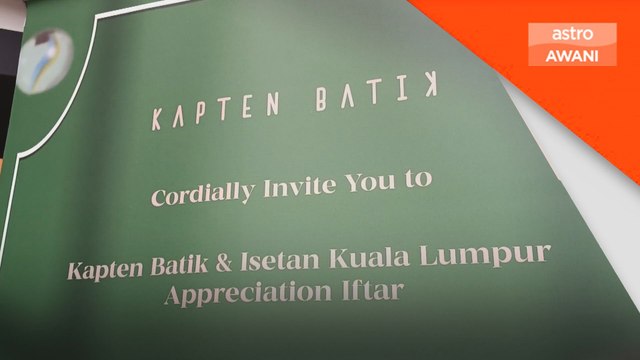 astro
AWANI
KAPTEN BATIK
Cordially Invite You to
Kapten Batik & Isetan Kuala Lumpur
Appreciation Iftar